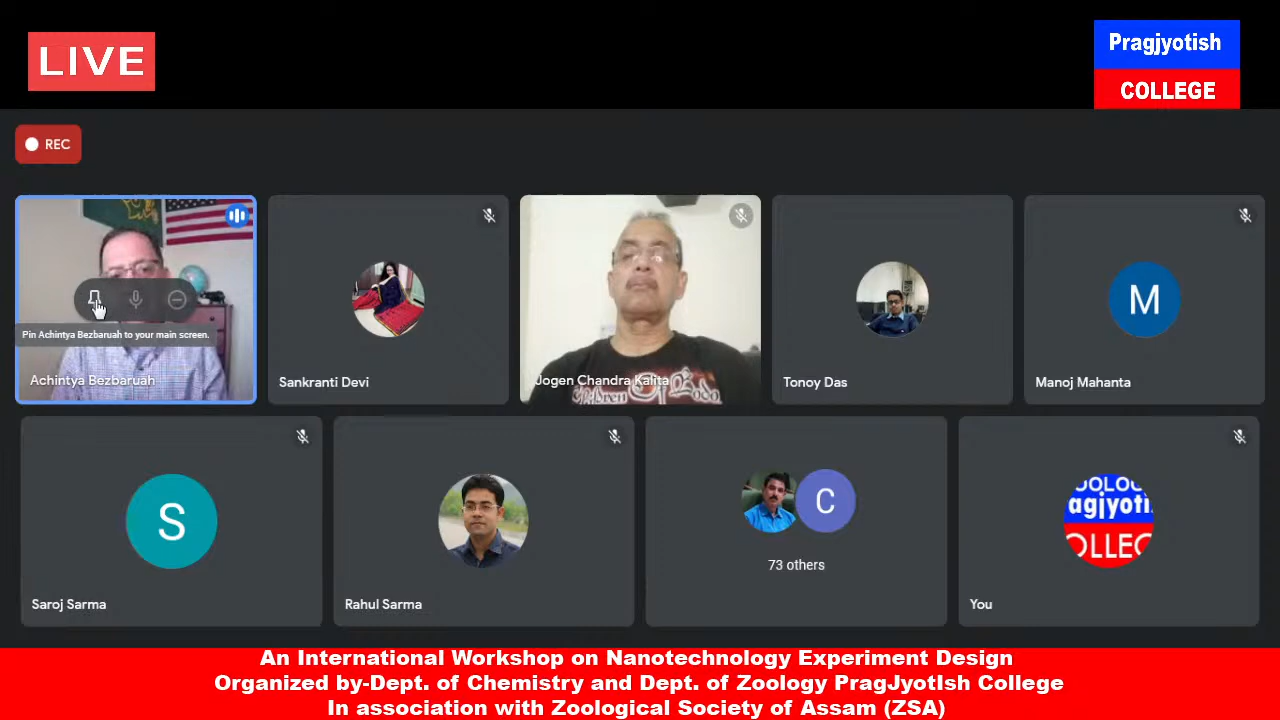 LIVE
Pragjyotish
COLLEGE
REC
Pin Achintya Bezbaruah to your main screen.
Achintya Bezbaruah
Sankranti Devi
Jogen Chandra Kalita
Tonoy Das
Manoj Mahanta
M
S
Saroj Sarma
Rahul Sarma
C
73 others
agjyoti
You
An International Workshop on Nanotechnology Experiment Design
Organized by-Dept. of Chemistry and Dept. of Zoology PragJyotIsh College
In association with Zoological Society of Assam (ZSA)